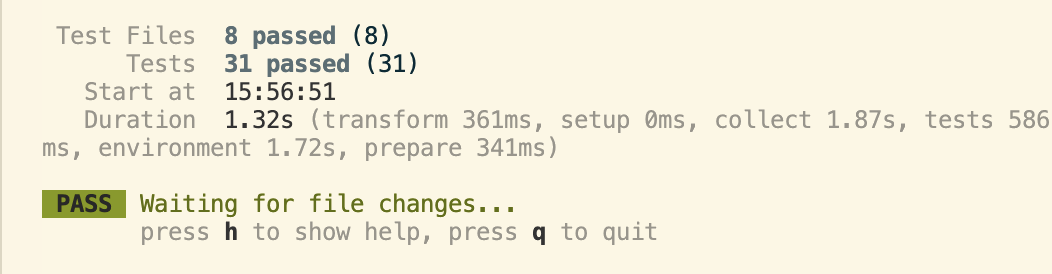 Test Files  8 passed (8)
Tests  31 passed (31)
Start at  15:56:51
Duration  1.32s (transform 361ms, setup 0ms, collect 1.87s, tests 586
ms, environment 1.72s, prepare 341ms)
PASS  Waiting for file changes...
press h to show help, press q to quit